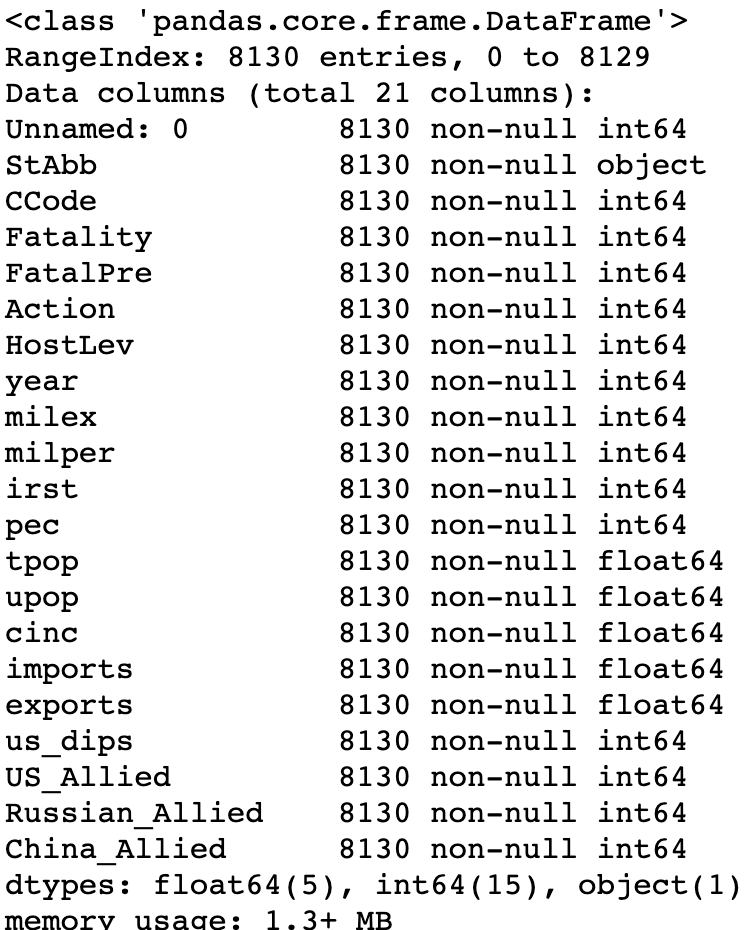 <class 'pandas.core.frame.DataFrame'>
RangeIndex: 8130 entries, 0 to 8129
Data columns (total 21 columns):
Unnamed: 0         8130 non-null int64
StAbb              8130 non-null object
CCode              8130 non-null int64
Fatality           8130 non-null int64
FatalPre           8130 non-null int64
Action             8130 non-null int64
HostLev            8130 non-null int64
year               8130 non-null int64
milex              8130 non-null int64
milper             8130 non-null int64
irst               8130 non-null int64
pec                8130 non-null int64
tpop               8130 non-null float64
upop               8130 non-null float64
cinc               8130 non-null float64
imports            8130 non-null float64
exports            8130 non-null float64
us_dips            8130 non-null int64
US_Allied          8130 non-null int64
Russian_Allied     8130 non-null int64
China_Allied       8130 non-null int64
dtypes: float64(5), int64(15), object(1)
memory usage: 1.3+ MB